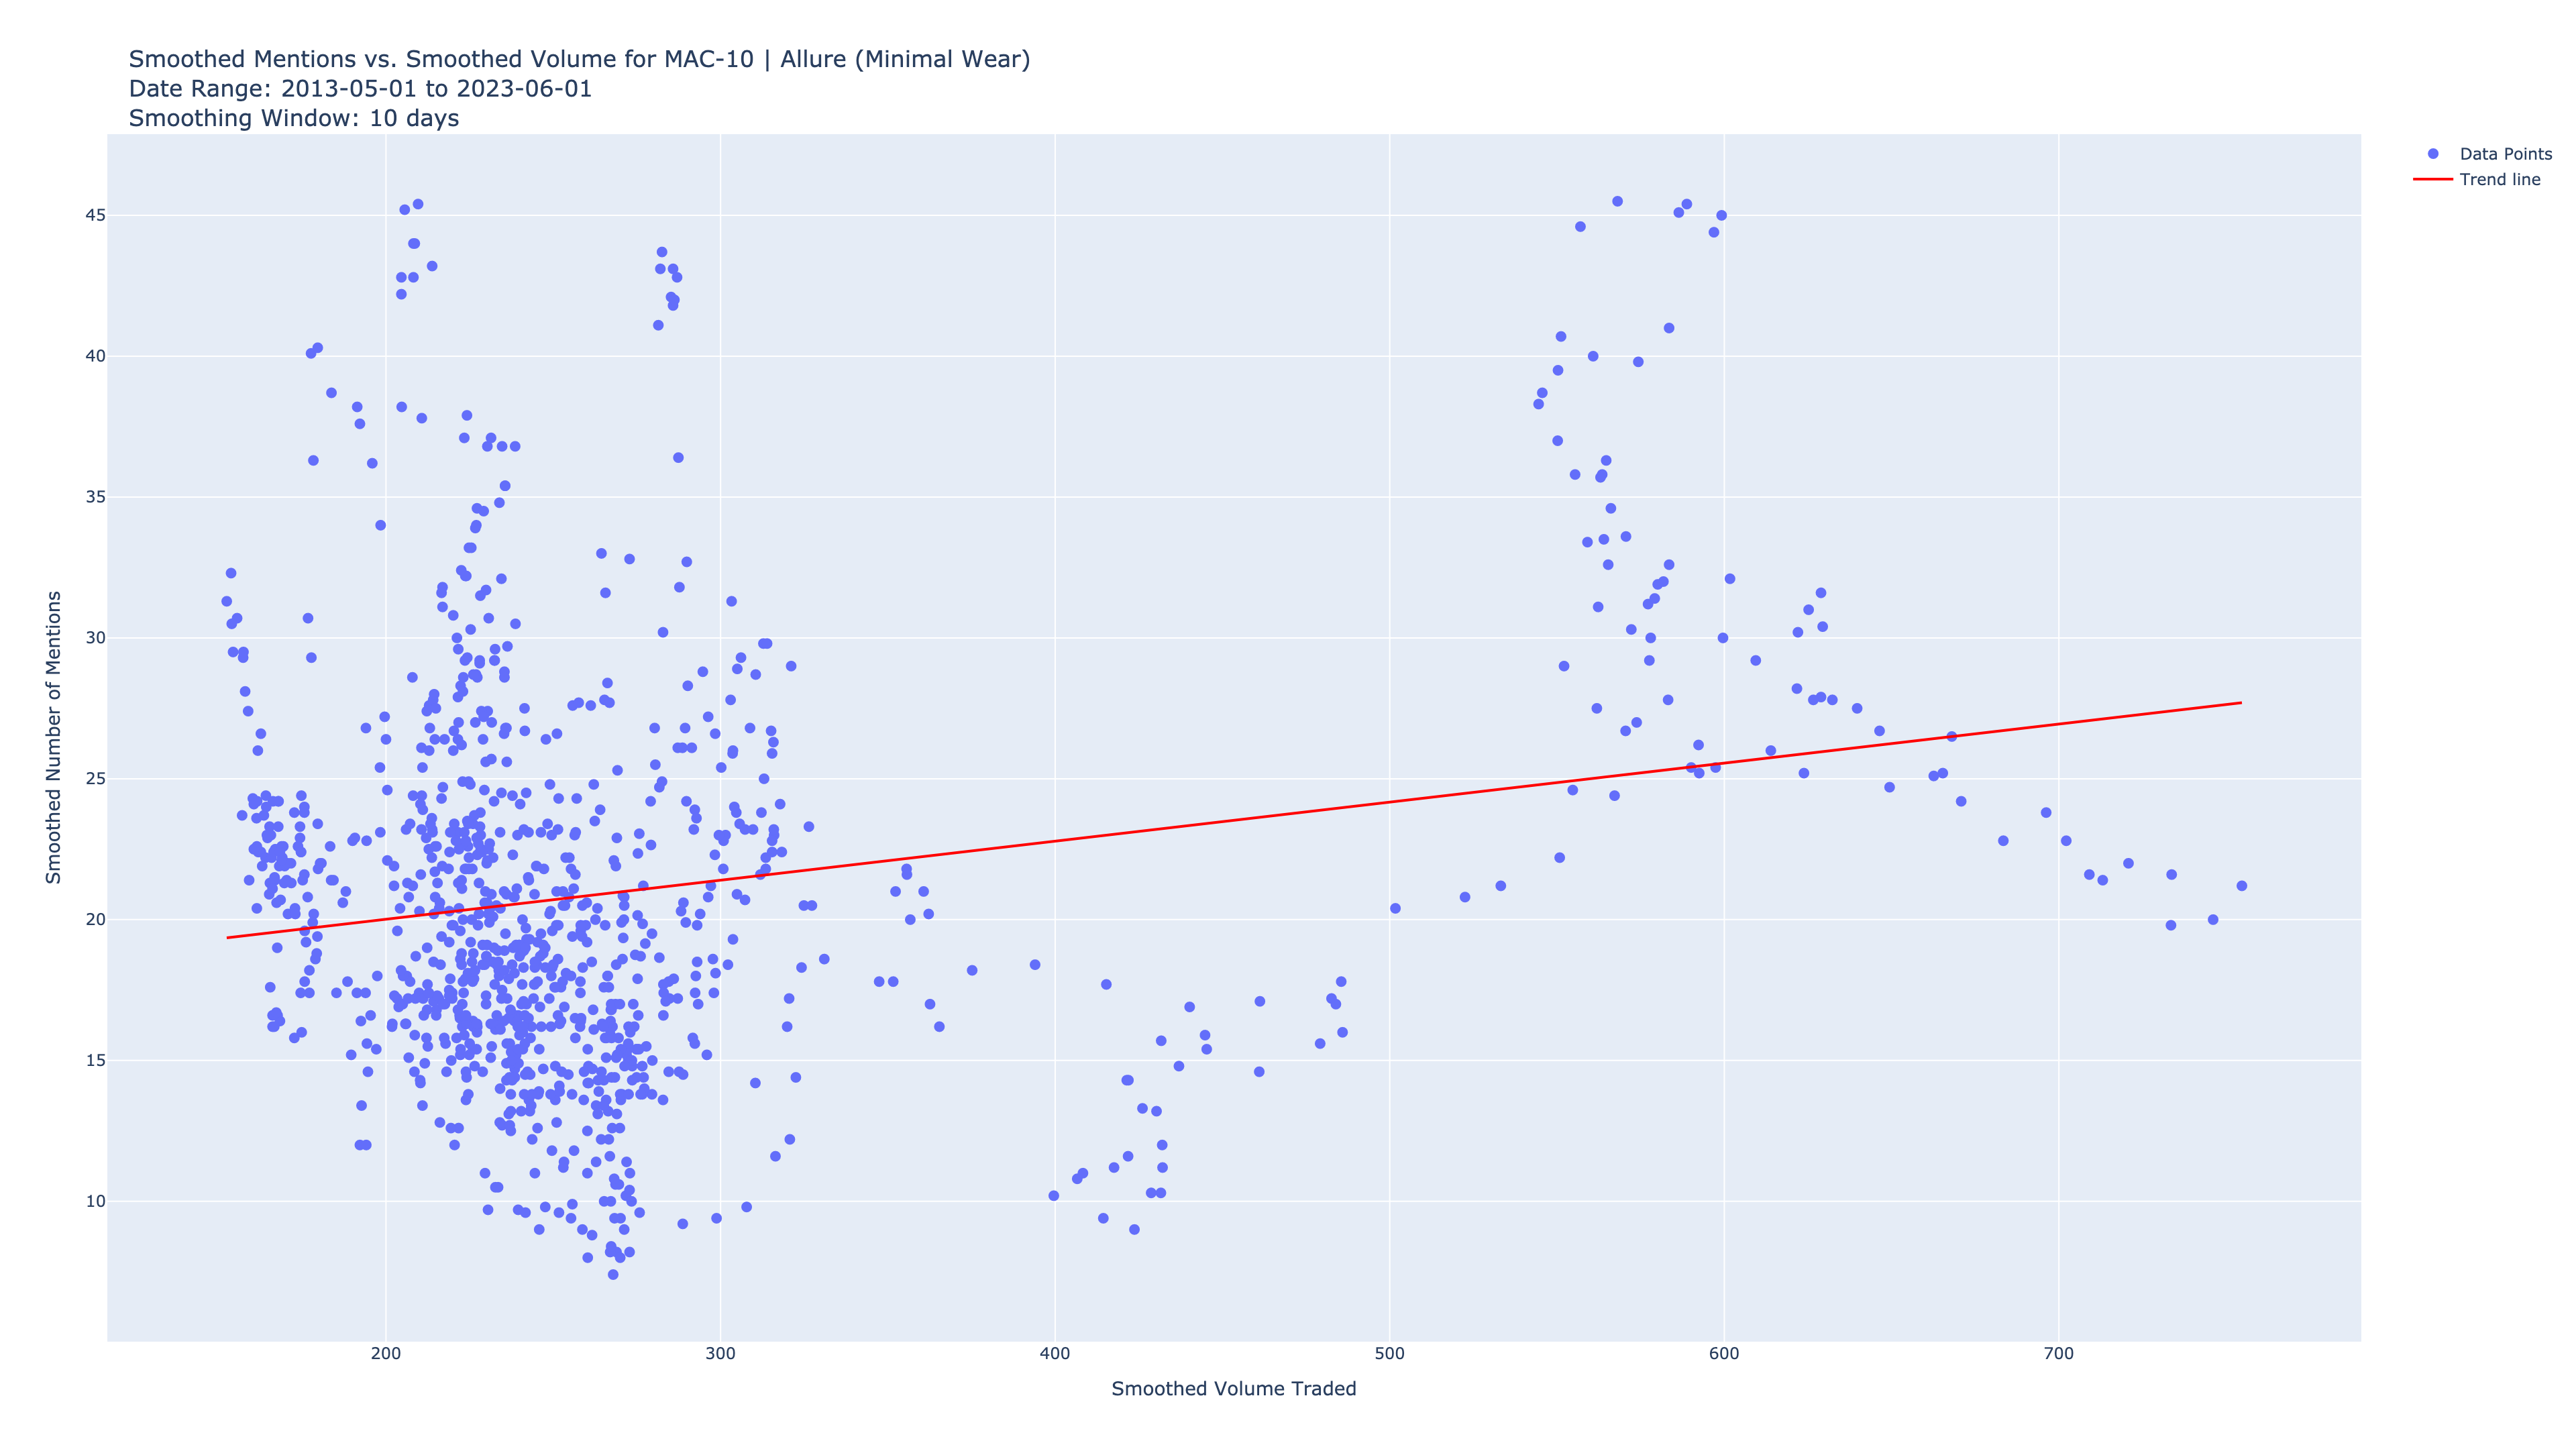 Smoothed Mentions vs. Smoothed Volume for MAC-10 | Allure (Minimal Wear)
Date Range: 2013-05-01 to 2023-06-01
Smoothing Window: 10 days
Data Points
Trend line
Smoothed Number of Mentions
45
40
35
30
25
20
15
10
200 300 400 500 600 700
Smoothed Volume Traded